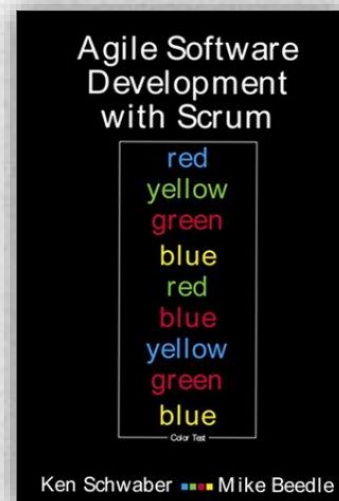 Agile Software
Development
with Scrum
red
yellow
green
blue
red
blue
yellow
green
blue
Color Test
Ken Schwaber Mike Beedle